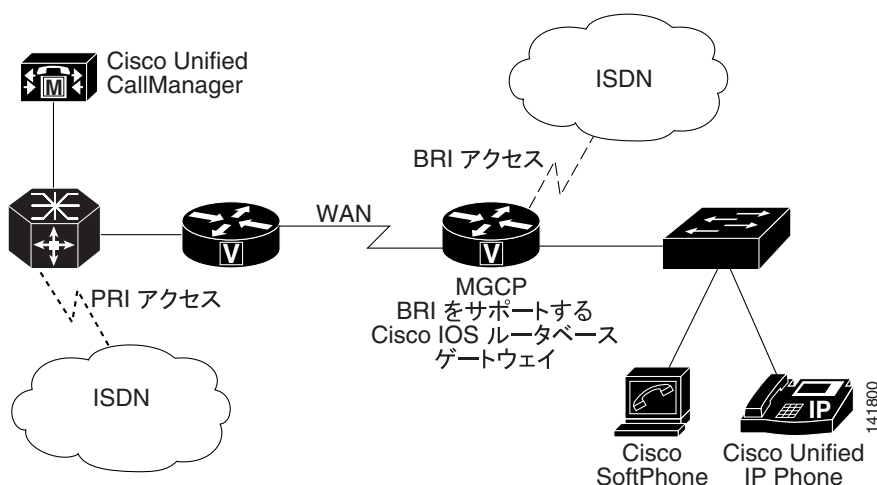 Cisco Unified
CallManager
M
ISDN
BRI アクセス
WAN
V
V
PRI アクセス
MGCP
BRI をサポートする
Cisco IOS ルータベース
ゲートウェイ
ISDN
IP
Cisco
SoftPhone
Cisco Unified
IP Phone
141800